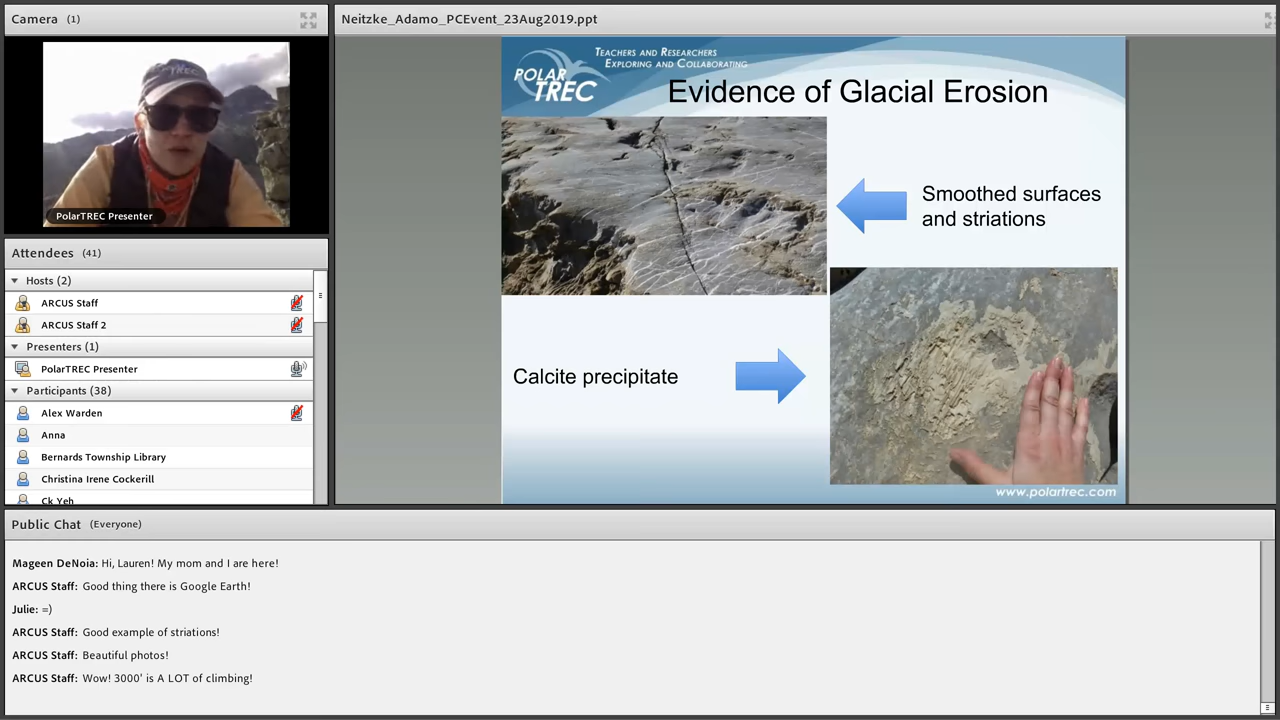 Camera (1)
TREC
PolarTREC Presenter
Attendees (41)
Hosts (2)
ARCUS Staff
ARCUS Staff 2
Presenters (1)
PolarTREC Presenter
Participants (38)
Alex Warden
Anna
Bernards Township Library
Christina Irene Cockerill
Ck Yeh
Neitzke_Adamo_PCEvent_23Aug2019.ppt
TEACHERS AND RESEARCHERS
EXPLORING AND COLLABORATING
POLAR
TREC
Evidence of Glacial Erosion
Smoothed surfaces
and striations
Calcite precipitate
www.polartrec.com
Public Chat (Everyone)
Mageen DeNoia: Hi, Lauren! My mom and I are here!
ARCUS Staff: Good thing there is Google Earth!
Julie: =)
ARCUS Staff: Good example of striations!
ARCUS Staff: Beautiful photos!
ARCUS Staff: Wow! 3000' is A LOT of climbing!